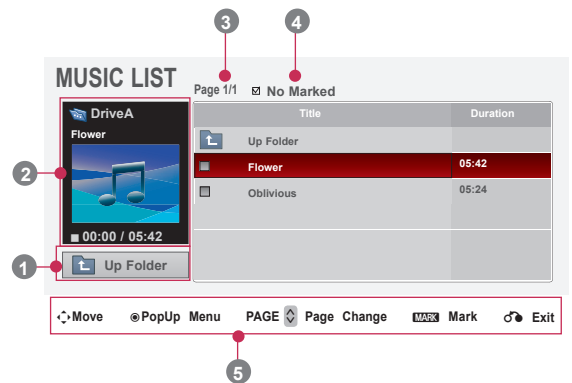 3 4
MUSIC LIST
Page 1/1 No Marked
DriveA
Flower
00:00 / 05:42
Title Duration
Up Folder
Flower 05:42
Oblivious 05:24
2
1
Up Folder
Move PopUp Menu PAGE Page Change MARK Mark Exit
5